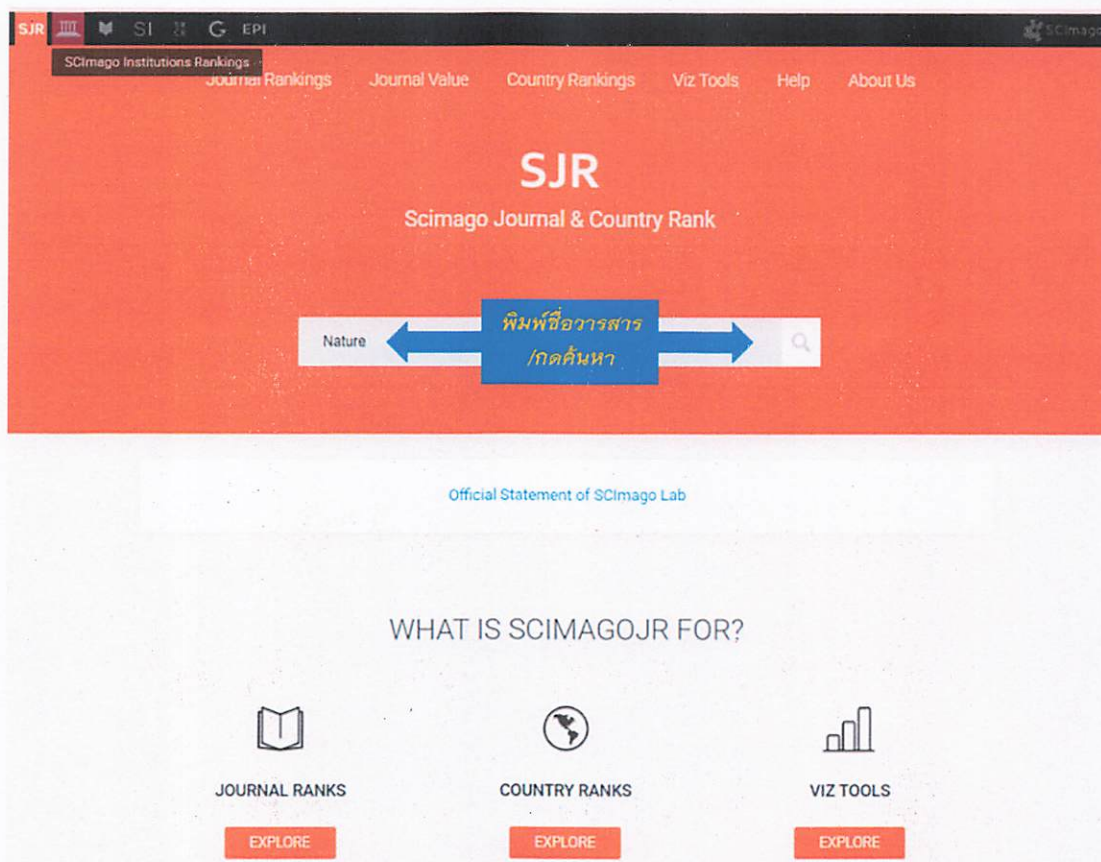 SJR SI G EPI SCImago
SCImago Institutions Rankings
Journal Rankings Journal Value Country Rankings Viz Tools Help About Us
SJR
Scimago Journal & Country Rank
Nature
พิมพ์ชื่อวารสาร
/กดค้นหา
Official Statement of SCImago Lab
WHAT IS SCIMAGOJR FOR?
JOURNAL RANKS COUNTRY RANKS VIZ TOOLS
EXPLORE EXPLORE EXPLORE